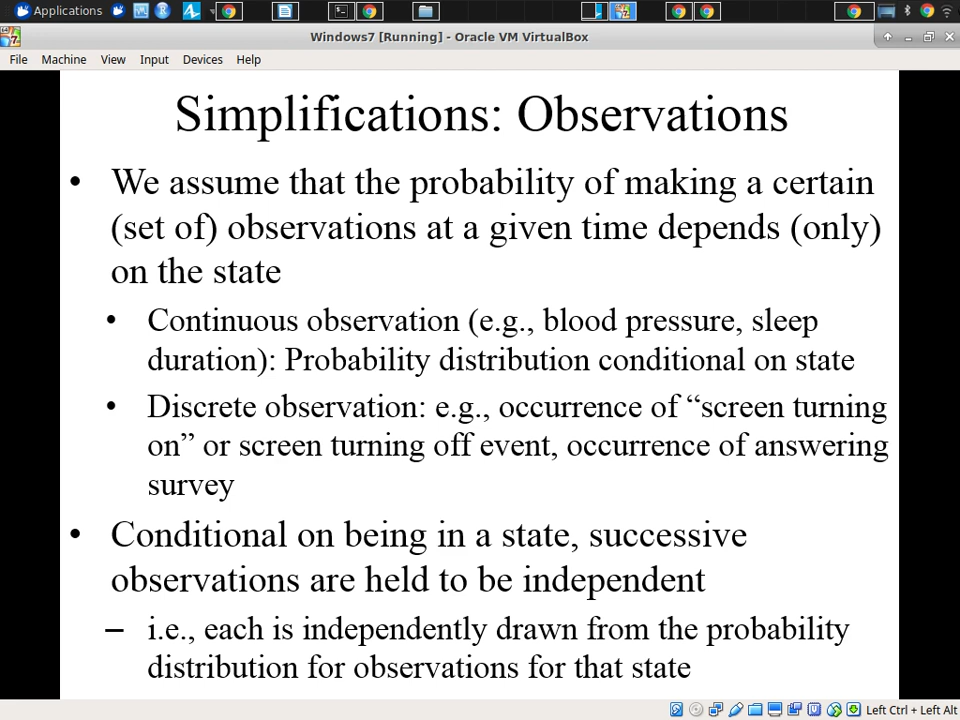 Applications
Windows7 [Running] - Oracle VM VirtualBox
File Machine View Input Devices Help
Simplifications: Observations
• We assume that the probability of making a certain
(set of) observations at a given time depends (only)
on the state
• Continuous observation (e.g., blood pressure, sleep
duration): Probability distribution conditional on state
• Discrete observation: e.g., occurrence of “screen turning
on” or screen turning off event, occurrence of answering
survey
• Conditional on being in a state, successive
observations are held to be independent
– i.e., each is independently drawn from the probability
distribution for observations for that state
Left Ctrl + Left Alt